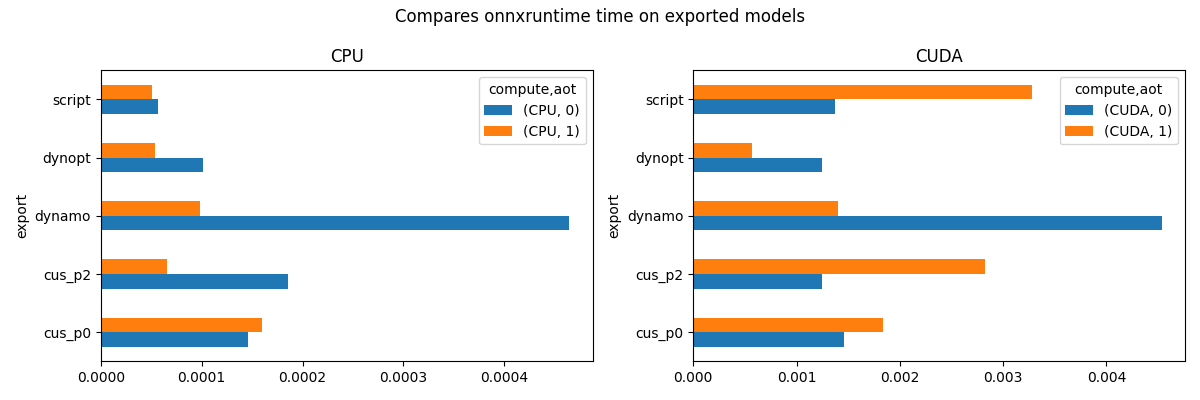 Compares onnxruntime time on exported models
CPU
export
script
dynopt
dynamo
cus_p2
cus_p0
compute,aot
(CPU, 0)
(CPU, 1)
0.0000
0.0001
0.0002
0.0003
0.0004
CUDA
export
script
dynopt
dynamo
cus_p2
cus_p0
compute,aot
(CUDA, 0)
(CUDA, 1)
0.000
0.001
0.002
0.003
0.004